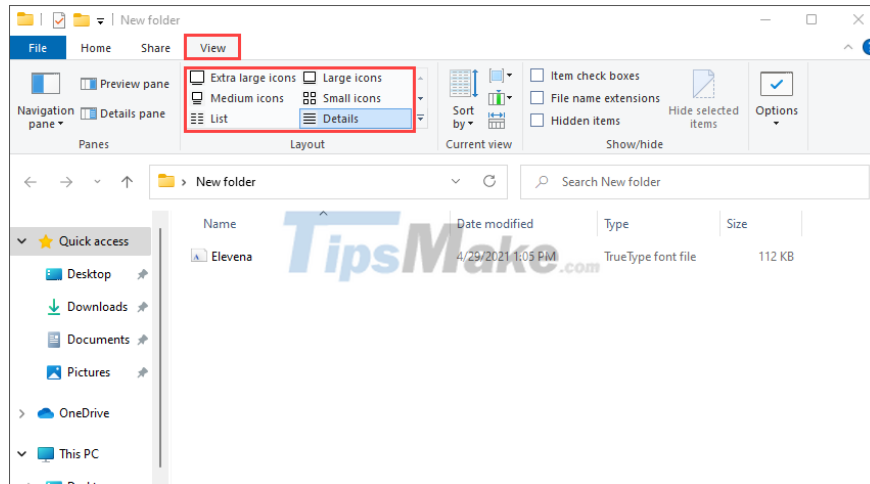 New folder
File Home Share View
Navigation pane
Preview pane
Details pane
Panes
Extra large icons Large icons
Medium icons Small icons
List Details
Layout
Sort by
Current view
Item check boxes
File name extensions
Hidden items
Hide selected items
Show/hide
Options
New folder
Search New folder
Quick access
Desktop
Downloads
Documents
Pictures
OneDrive
This PC
Name Date modified Type Size
Elevena 4/29/2021 1:05 PM TrueType font file 112 KB
TipsMake.com